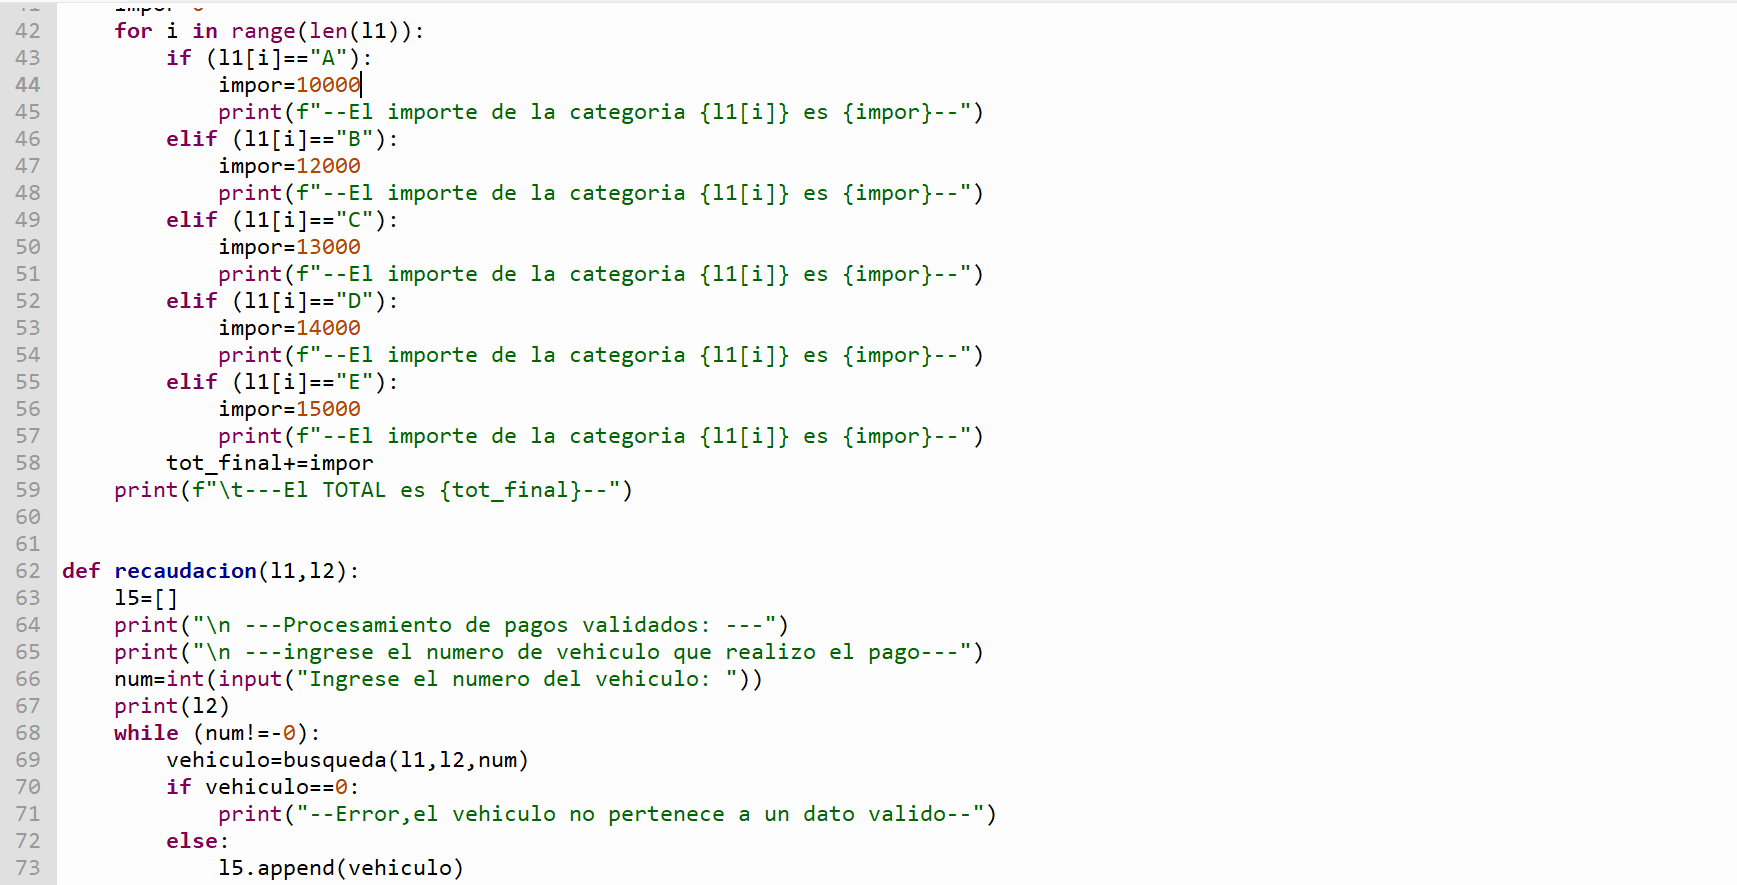 42 for i in range(len(l1)):
43 if (l1[i]=="A"):
44 impor=10000
45 print(f"--El importe de la categoria {l1[i]} es {impor}--")
46 elif (l1[i]=="B"):
47 impor=12000
48 print(f"--El importe de la categoria {l1[i]} es {impor}--")
49 elif (l1[i]=="C"):
50 impor=13000
51 print(f"--El importe de la categoria {l1[i]} es {impor}--")
52 elif (l1[i]=="D"):
53 impor=14000
54 print(f"--El importe de la categoria {l1[i]} es {impor}--")
55 elif (l1[i]=="E"):
56 impor=15000
57 print(f"--El importe de la categoria {l1[i]} es {impor}--")
58 tot_final+=impor
59 print(f"\t---El TOTAL es {tot_final}--")
60
61
62 def recaudacion(l1,l2):
63 l5=[]
64 print("\n ---Procesamiento de pagos validados: ---")
65 print("\n ---ingrese el numero de vehiculo que realizo el pago---")
66 num=int(input("Ingrese el numero del vehiculo: "))
67 print(l2)
68 while (num!=-0):
69 vehiculo=busqueda(l1,l2,num)
70 if vehiculo==0:
71 print("--Error,el vehiculo no pertenece a un dato valido--")
72 else:
73 l5.append(vehiculo)